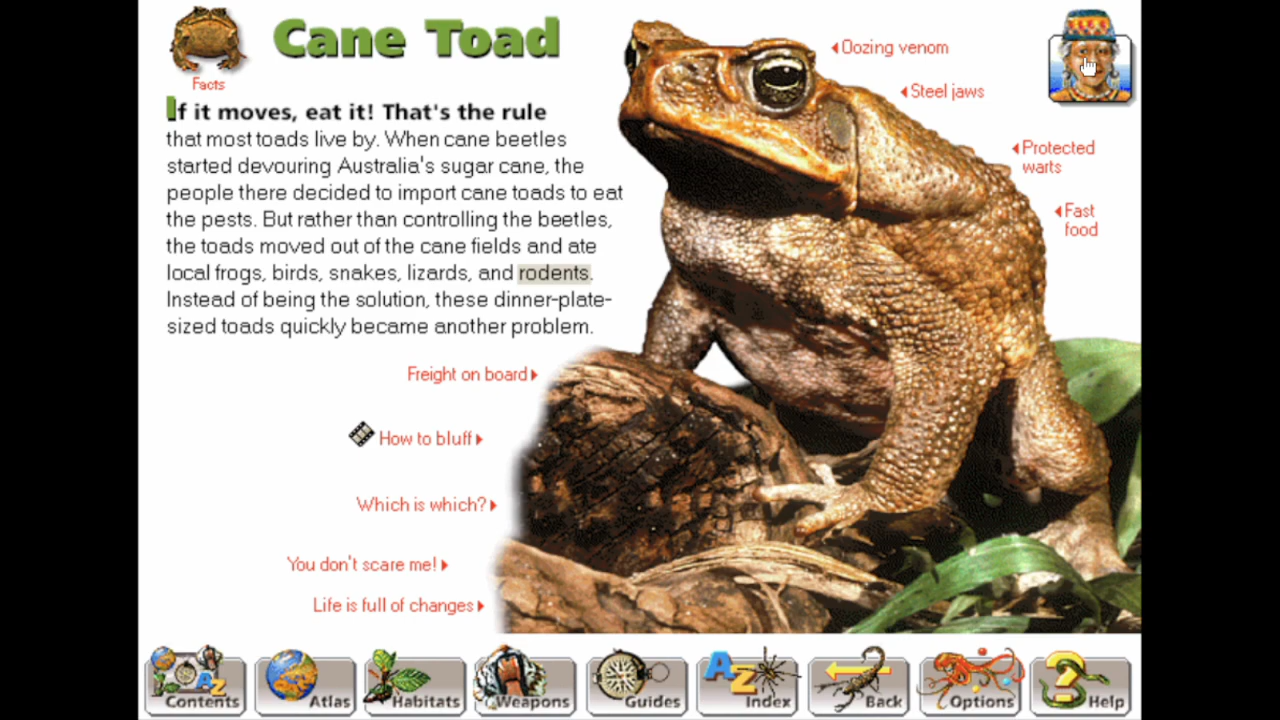 Cane Toad
Facts
If it moves, eat it! That's the rule
that most toads live by. When cane beetles
started devouring Australia's sugar cane, the
people there decided to import cane toads to eat
the pests. But rather than controlling the beetles,
the toads moved out of the cane fields and ate
local frogs, birds, snakes, lizards, and rodents.
Instead of being the solution, these dinner-plate-
sized toads quickly became another problem.
Oozing venom
Steel jaws
Protected
warts
Fast
food
Freight on board
How to bluff
Which is which?
You don't scare me!
Life is full of changes
Contents
Atlas
Habitats
Weapons
Guides
AZ
Index
Back
Options
?
Help